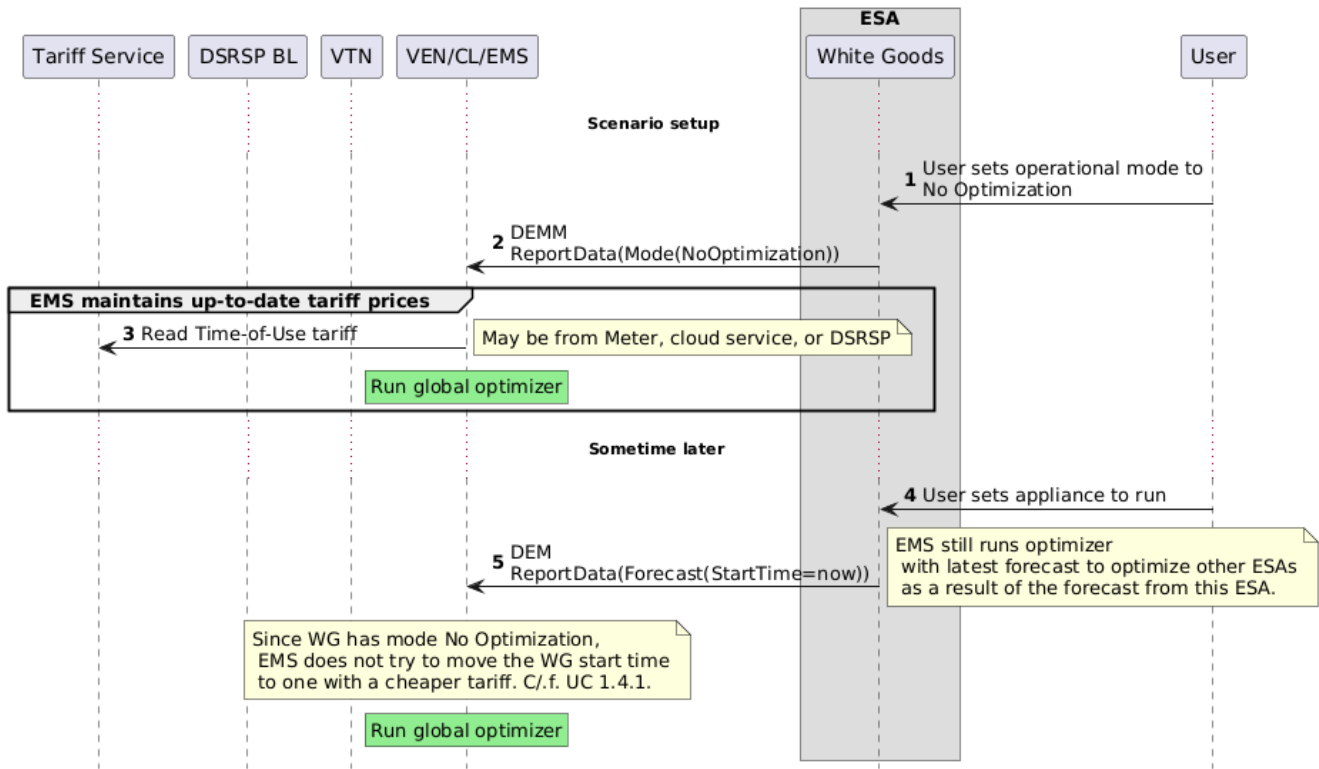 ESA
Tariff Service
DSRSP BL
VTN
VEN/CL/EMS
White Goods
User
Scenario setup
1 User sets operational mode to
No Optimization
2 DEMM
ReportData(Mode(NoOptimization))
EMS maintains up-to-date tariff prices
3 Read Time-of-Use tariff
May be from Meter, cloud service, or DSRSP
Run global optimizer
Sometime later
4 User sets appliance to run
5 DEM
ReportData(Forecast(StartTime=now))
EMS still runs optimizer
with latest forecast to optimize other ESAs
as a result of the forecast from this ESA.
Since WG has mode No Optimization,
EMS does not try to move the WG start time
to one with a cheaper tariff. C/.f. UC 1.4.1.
Run global optimizer